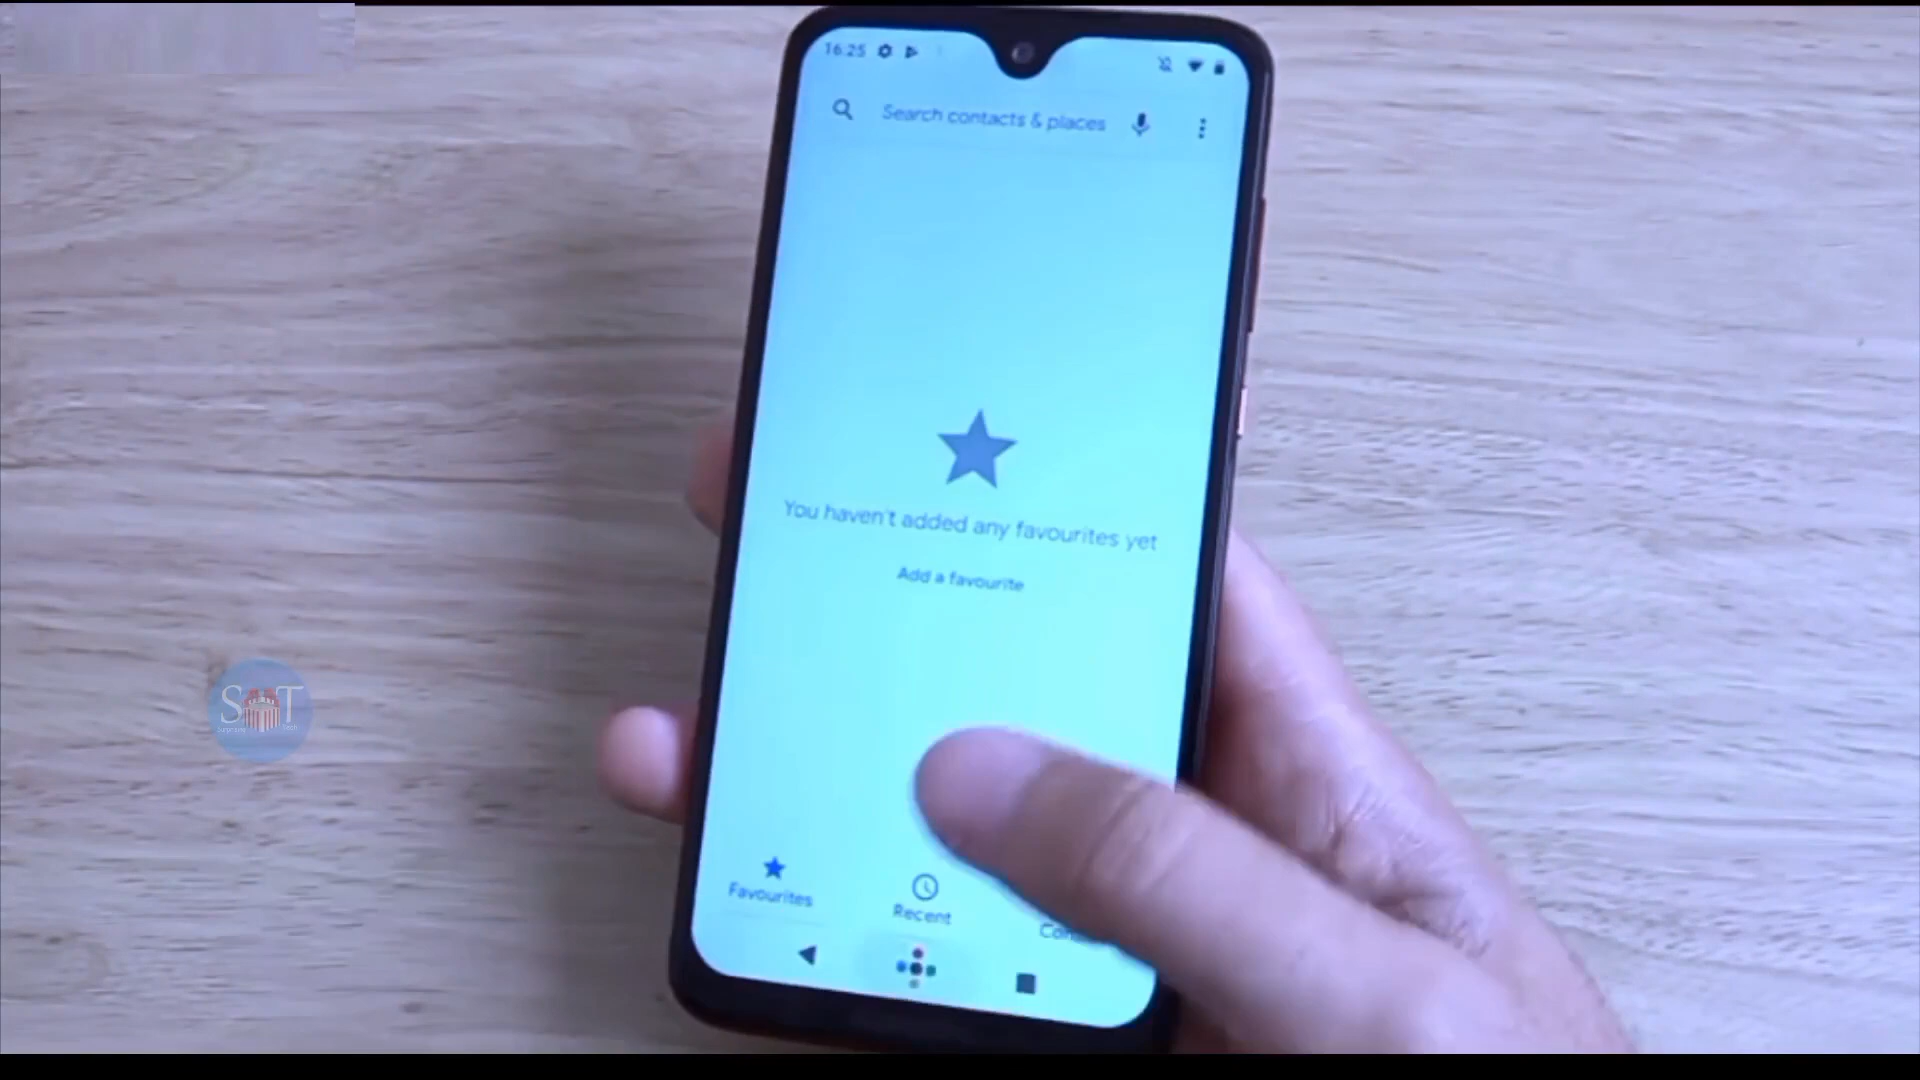 16:25
Search contacts & places
You haven't added any favourites yet
Add a favourite
Favourites
Recent
S T